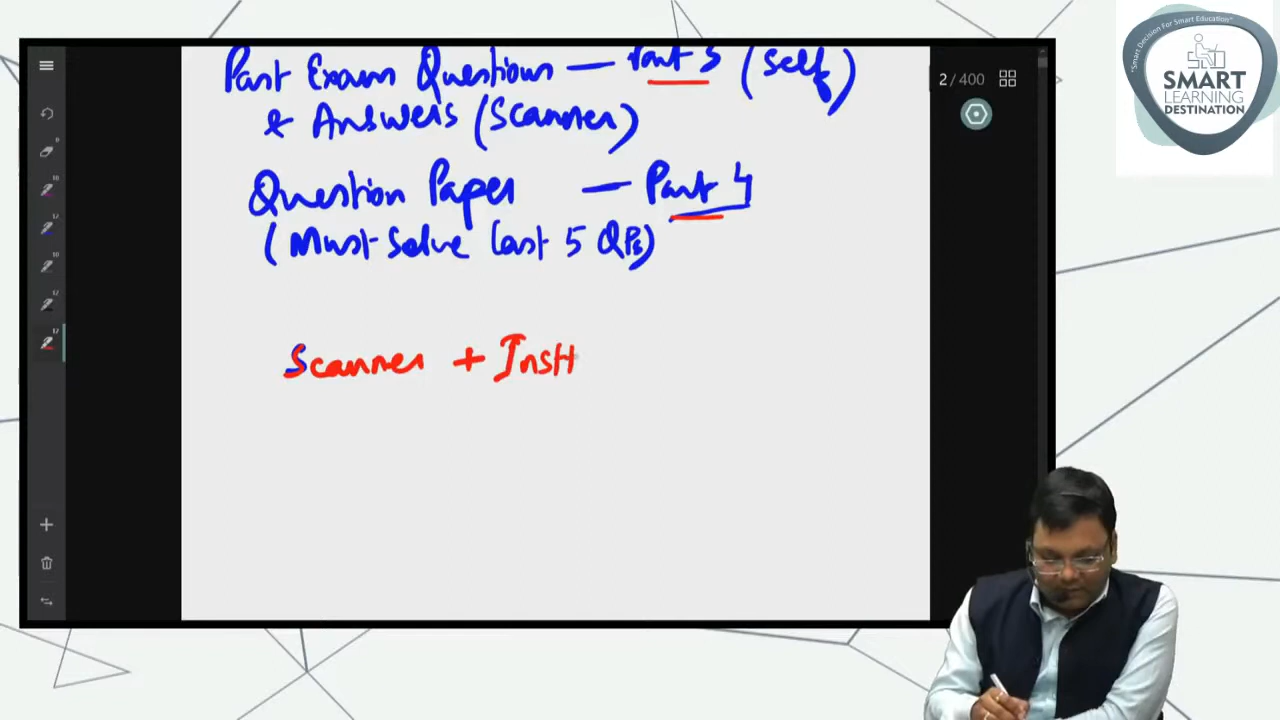 Past Exam Questions — Part 3 (Self)
& Answers (Scanner)
Question Paper — Part 4
(Must Solve Last 5 QPs)
Scanner + InstI
2/400
"Smart Decision For Smart Education"
SMART
LEARNING
DESTINATION